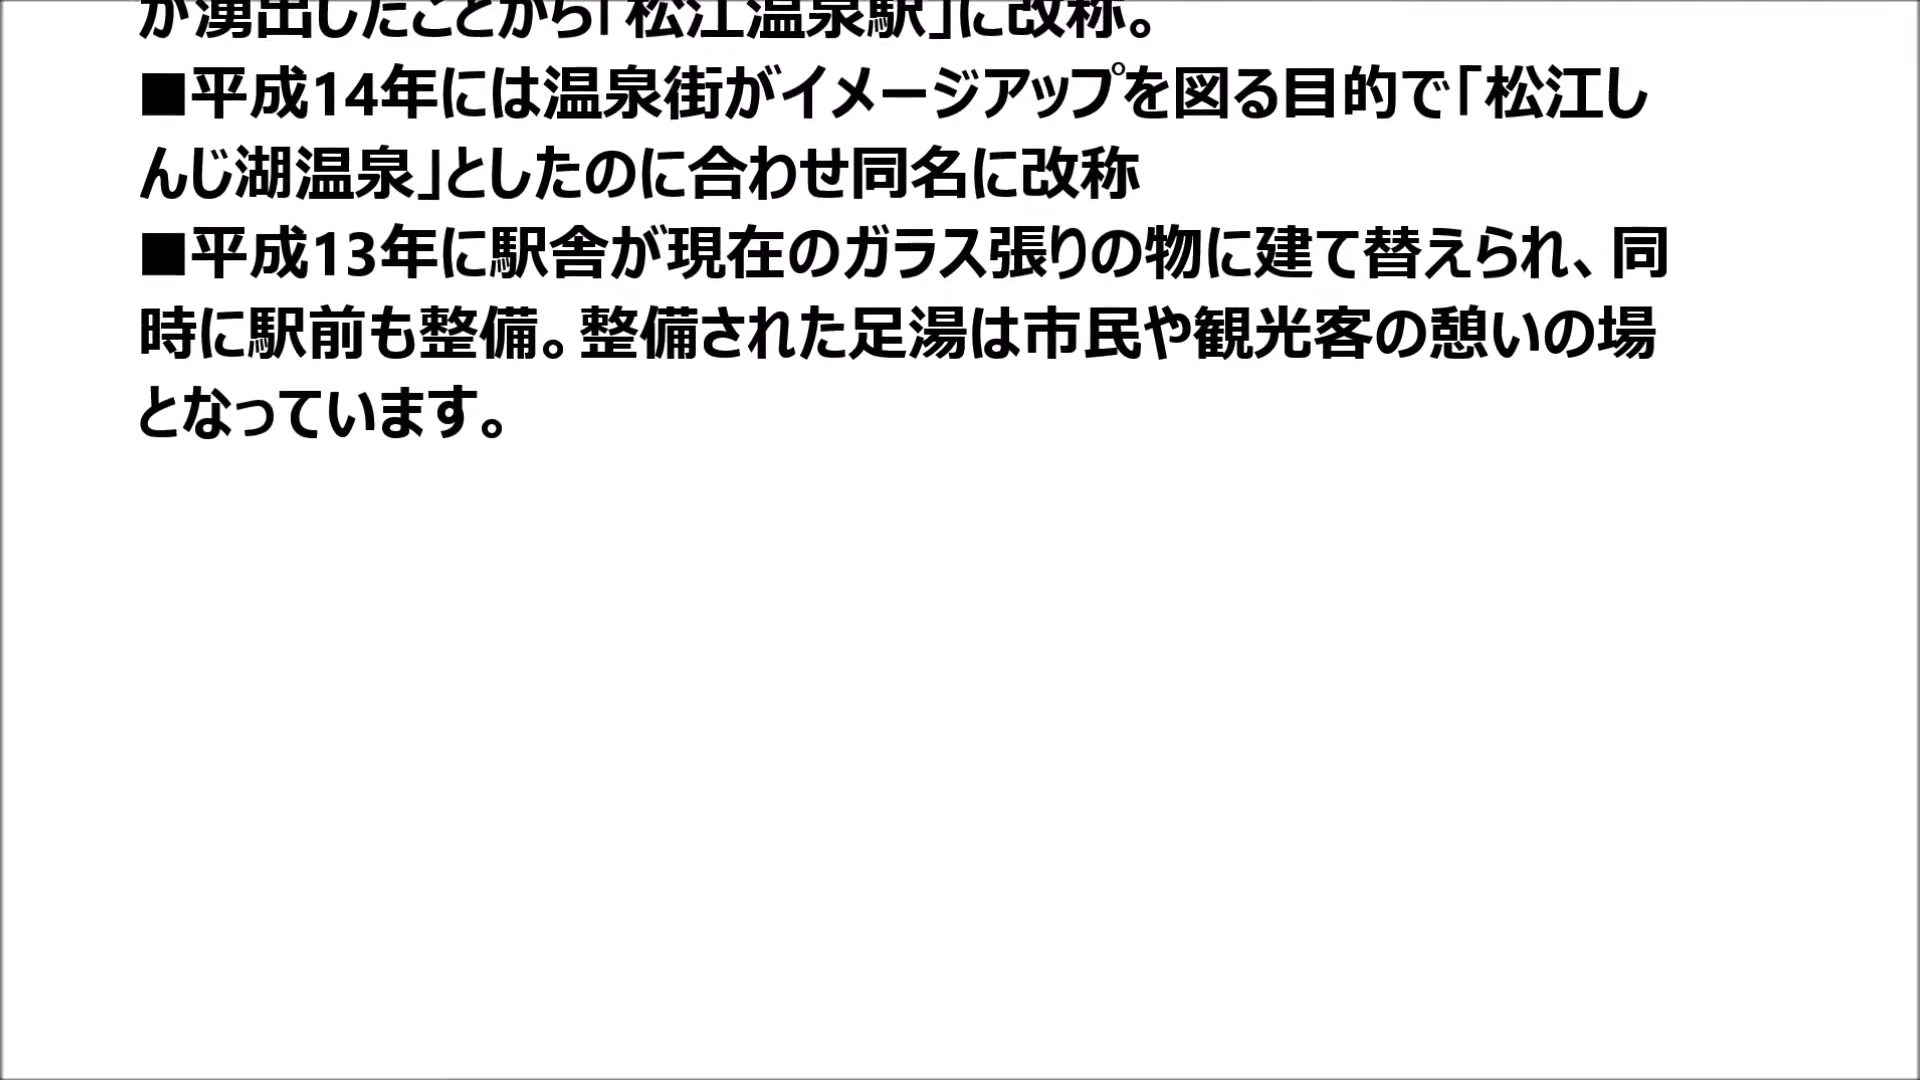 が湧出したことから「松江温泉駅」に改称。
■平成14年には温泉街がイメージアップを図る目的で「松江し
んじ湖温泉」としたのに合わせ同名に改称
■平成13年に駅舎が現在のガラス張りの物に建て替えられ、同
時に駅前も整備。整備された足湯は市民や観光客の憩いの場
となっています。